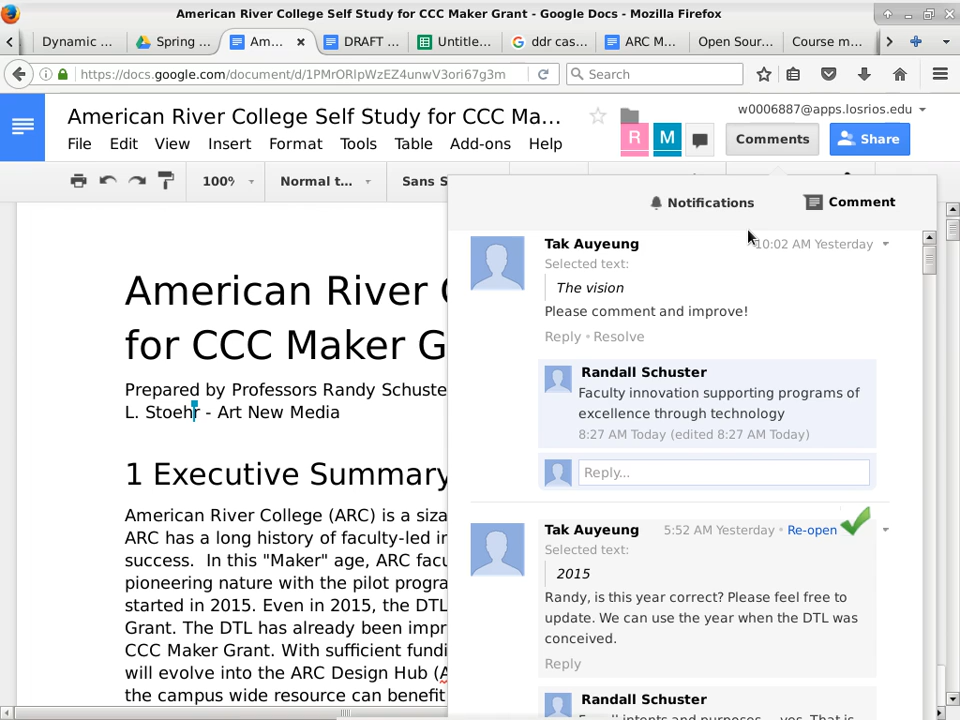 American River College Self Study for CCC Maker Grant - Google Docs - Mozilla Firefox
Dynamic ...
Spring ...
Am...
DRAFT ...
Untitle...
ddr cas...
ARC M...
Open Sour...
Course m...
https://docs.google.com/document/d/1PMrORIpWzEZ4unwV3ori67g3m
Search
American River College Self Study for CCC Ma...
w0006887@apps.losrios.edu
File Edit View Insert Format Tools Table Add-ons Help
R M
Comments
Share
100%
Normal t...
Sans S
Notifications
Comment
American River
for CCC Maker G
Prepared by Professors Randy Schuste
L. Stoehr - Art New Media
1 Executive Summary
American River College (ARC) is a siza
ARC has a long history of faculty-led in
success. In this "Maker" age, ARC facu
pioneering nature with the pilot progra
started in 2015. Even in 2015, the DTL
Grant. The DTL has already been impr
CCC Maker Grant. With sufficient fundi
will evolve into the ARC Design Hub (A
the campus wide resource can benefit
Tak Auyeung
10:02 AM Yesterday
Selected text:
The vision
Please comment and improve!
Reply • Resolve
Randall Schuster
Faculty innovation supporting programs of
excellence through technology
8:27 AM Today (edited 8:27 AM Today)
Reply...
Tak Auyeung
5:52 AM Yesterday • Re-open
Selected text:
2015
Randy, is this year correct? Please feel free to
update. We can use the year when the DTL was
conceived.
Reply
Randall Schuster
intents and purposes... yes. That is